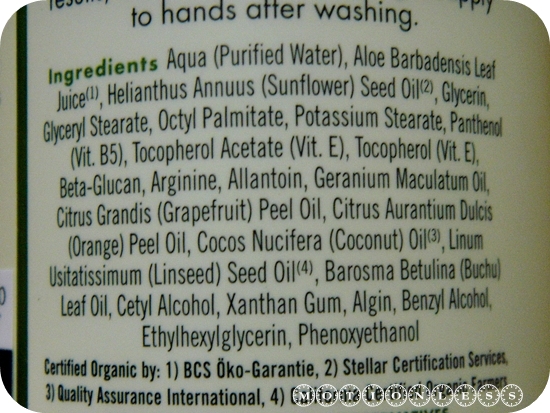 to hands after washing.
Ingredients Aqua (Purified Water), Aloe Barbadensis Leaf
Juice(1), Helianthus Annuus (Sunflower) Seed Oil(2), Glycerin,
Glyceryl Stearate, Octyl Palmitate, Potassium Stearate, Panthenol
(Vit. B5), Tocopherol Acetate (Vit. E), Tocopherol (Vit. E),
Beta-Glucan, Arginine, Allantoin, Geranium Maculatum Oil,
Citrus Grandis (Grapefruit) Peel Oil, Citrus Aurantium Dulcis
(Orange) Peel Oil, Cocos Nucifera (Coconut) Oil(3), Linum
Usitatissimum (Linseed) Seed Oil(4), Barosma Betulina (Buchu)
Leaf Oil, Cetyl Alcohol, Xanthan Gum, Algin, Benzyl Alcohol,
Ethylhexylglycerin, Phenoxyethanol
Certified Organic by: 1) BCS Öko-Garantie, 2) Stellar Certification Services,
3) Quality Assurance International, 4)
MOTIONLESS